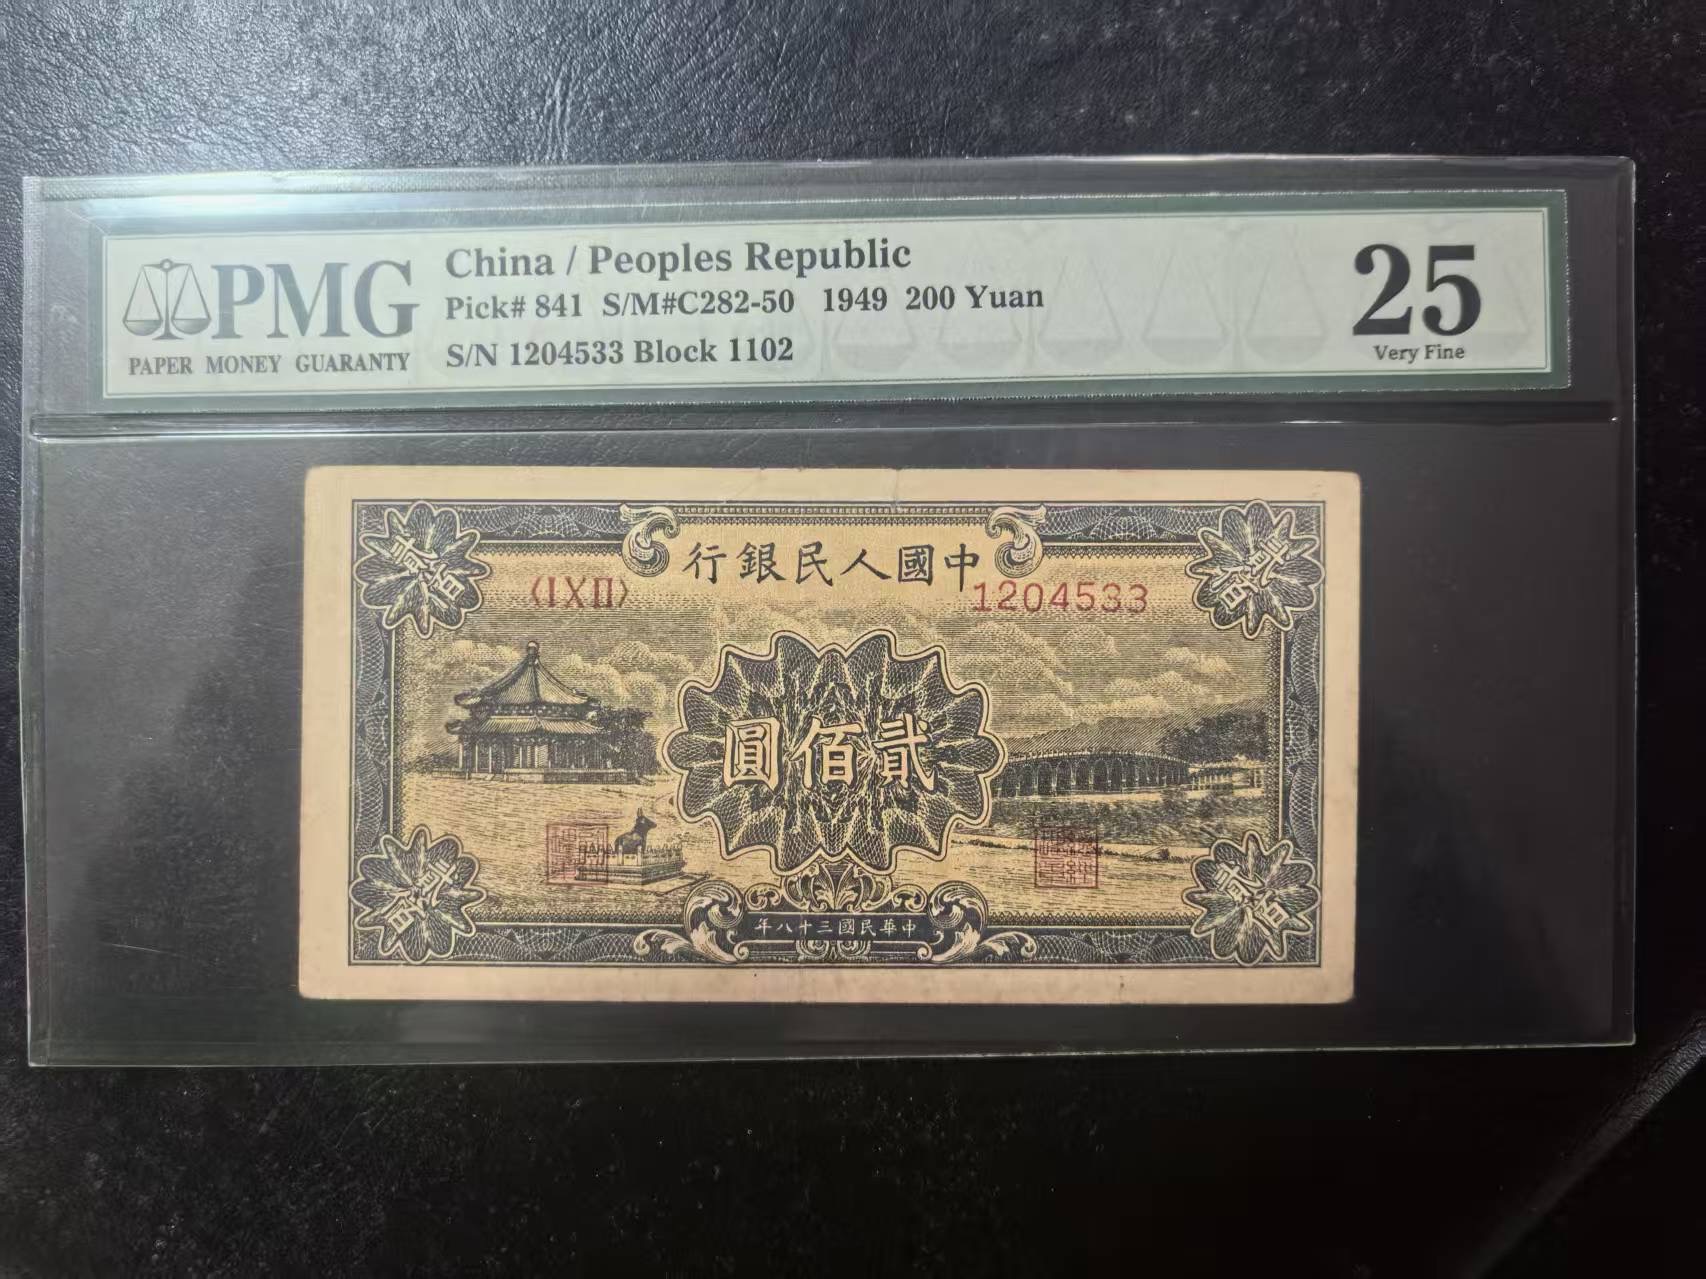 PMG
PAPER MONEY GUARANTY
China / Peoples Republic
Pick# 841 S/M#C282-50 1949 200 Yuan
S/N 1204533 Block 1102
25
Very Fine
貳佰
行銀民人國中
貳佰
〈I X II〉
1204533
圓佰貳
貳佰
年八十三國民華中
貳佰